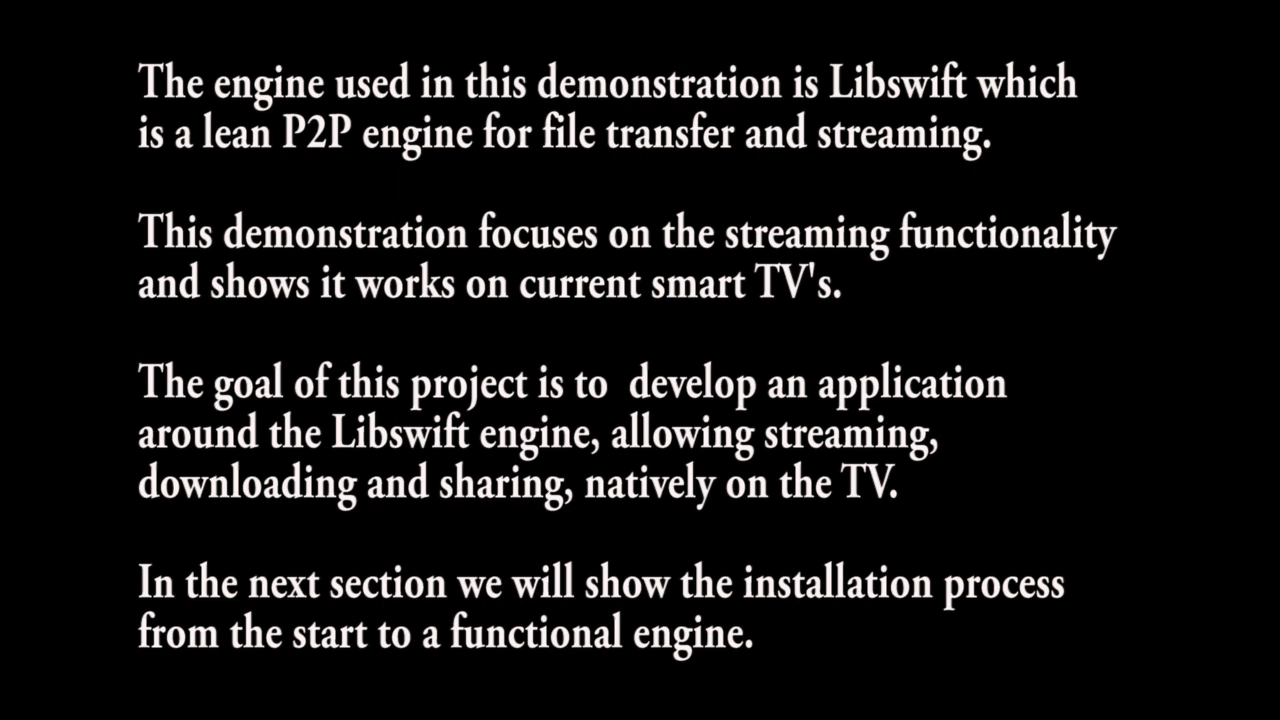 The engine used in this demonstration is Libswift which
is a lean P2P engine for file transfer and streaming.
This demonstration focuses on the streaming functionality
and shows it works on current smart TV's.
The goal of this project is to  develop an application
around the Libswift engine, allowing streaming,
downloading and sharing, natively on the TV.
In the next section we will show the installation process
from the start to a functional engine.